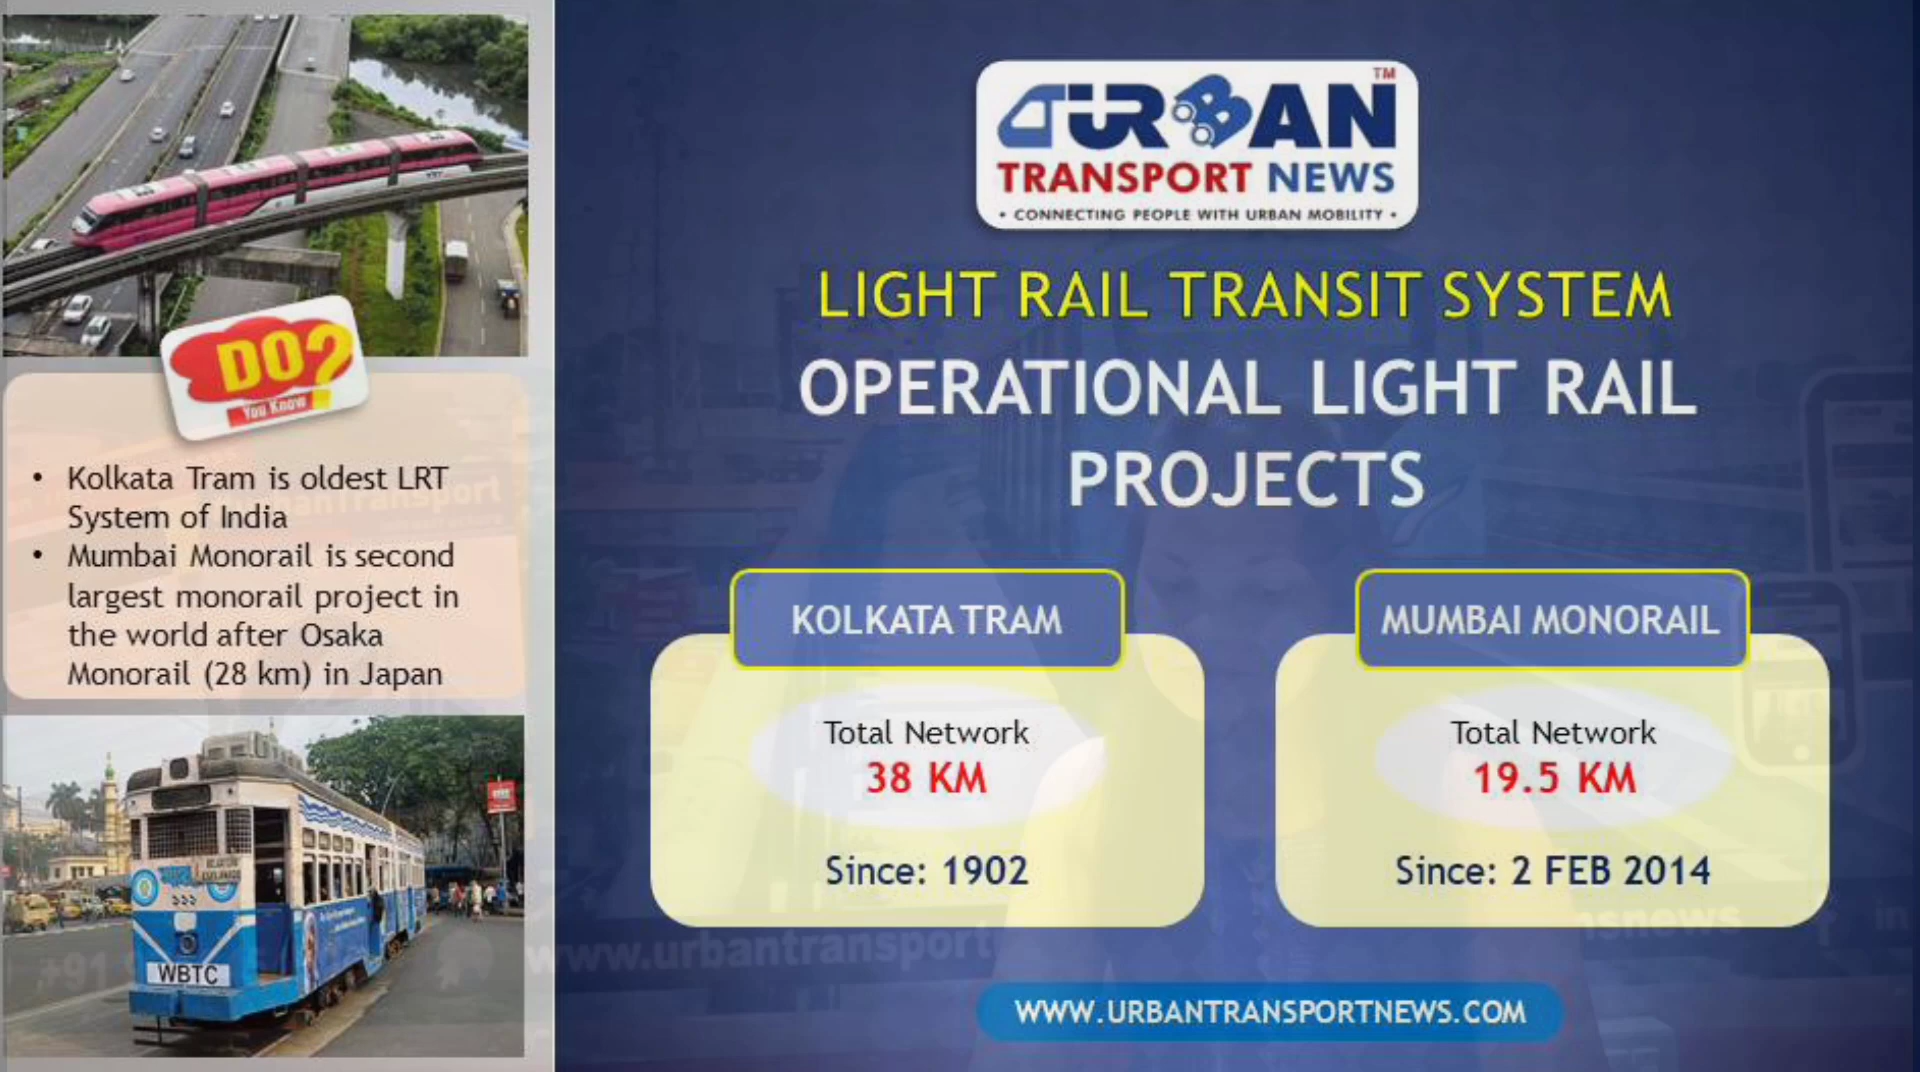 DO?
You Know
• Kolkata Tram is oldest LRT
System of India
• Mumbai Monorail is second
largest monorail project in
the world after Osaka
Monorail (28 km) in Japan
WBTC
URBAN
TM
TRANSPORT NEWS
• CONNECTING PEOPLE WITH URBAN MOBILITY •
LIGHT RAIL TRANSIT SYSTEM
OPERATIONAL LIGHT RAIL
PROJECTS
KOLKATA TRAM
Total Network
38 KM
Since: 1902
MUMBAI MONORAIL
Total Network
19.5 KM
Since: 2 FEB 2014
www.urbantransport
WWW.URBANTRANSPORTNEWS.COM